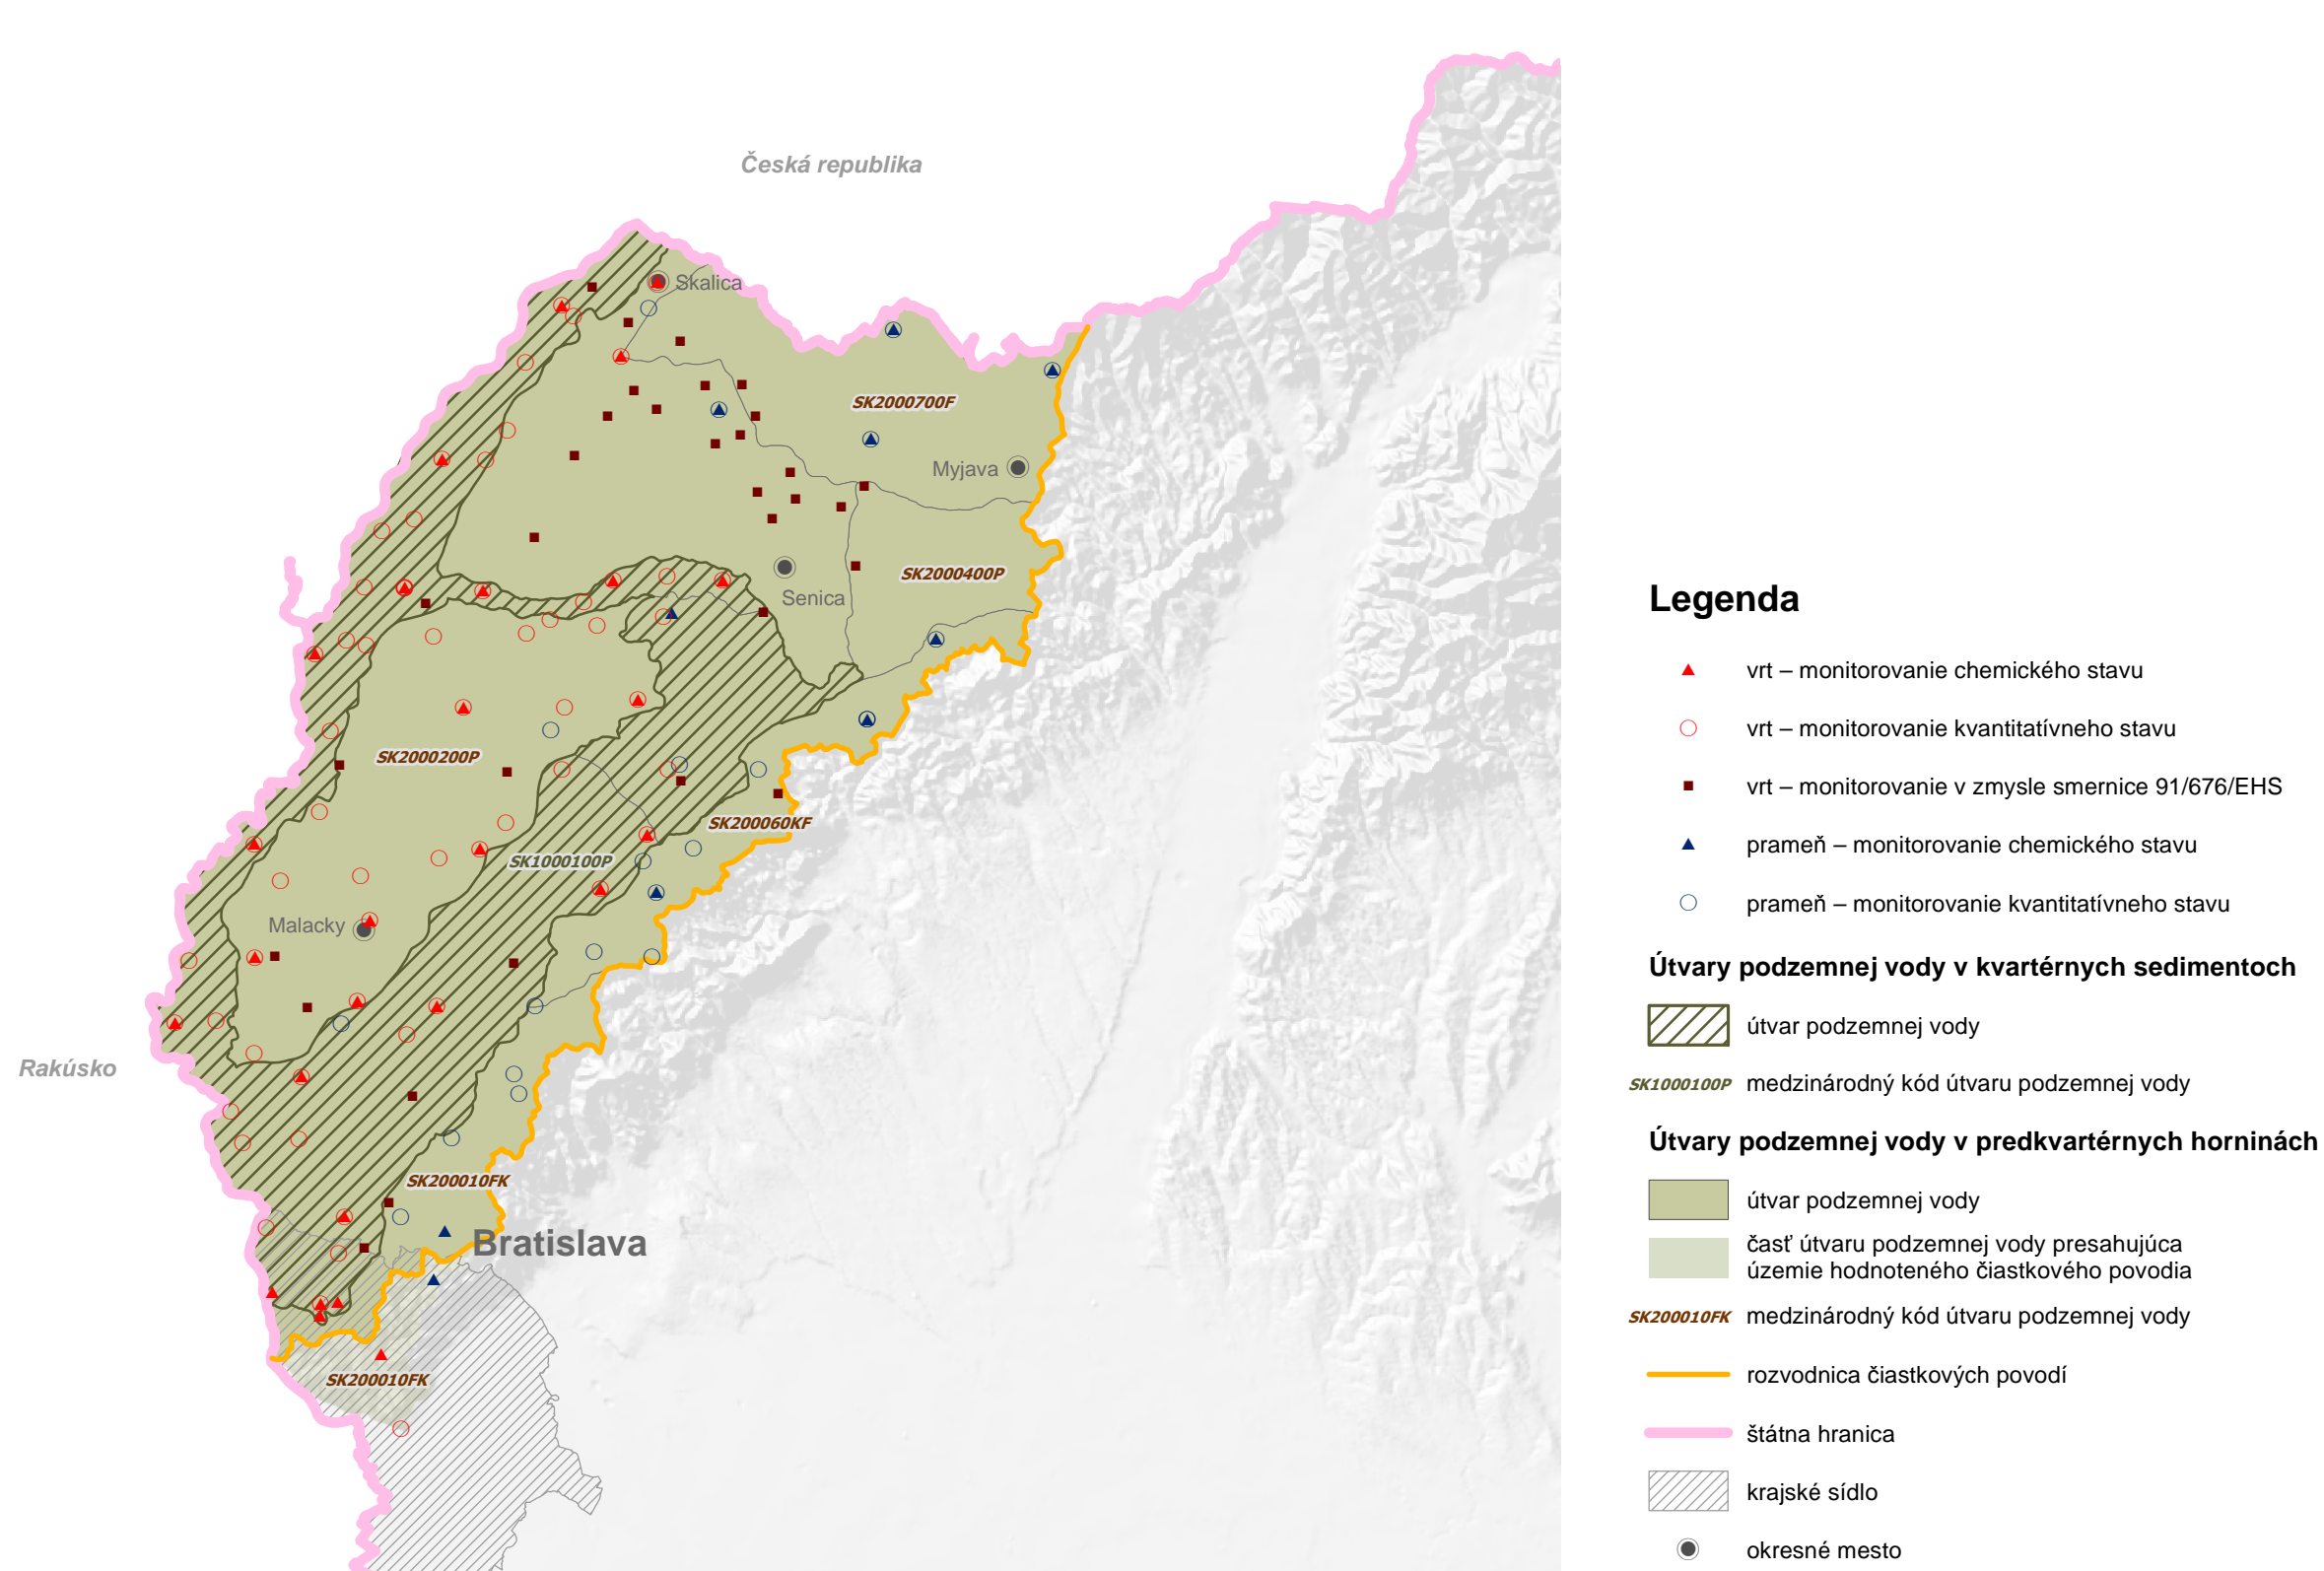 Česká republika
Skalica
SK2000700F
Myjava
SK2000400P
Senica
SK2000200P
SK200060KF
SK1000100P
Malacky
Rakúsko
SK200010FK
Bratislava
SK200010FK
Legenda
vrt – monitorovanie chemického stavu
vrt – monitorovanie kvantitatívneho stavu
vrt – monitorovanie v zmysle smernice 91/676/EHS
prameň – monitorovanie chemického stavu
prameň – monitorovanie kvantitatívneho stavu
Útvary podzemnej vody v kvartérnych sedimentoch
útvar podzemnej vody
SK1000100P medzinárodný kód útvaru podzemnej vody
Útvary podzemnej vody v predkvartérnych horninách
útvar podzemnej vody
časť útvaru podzemnej vody presahujúca
územie hodnoteného čiastkového povodia
SK200010FK medzinárodný kód útvaru podzemnej vody
rozvodnica čiastkových povodí
štátna hranica
krajské sídlo
okresné mesto